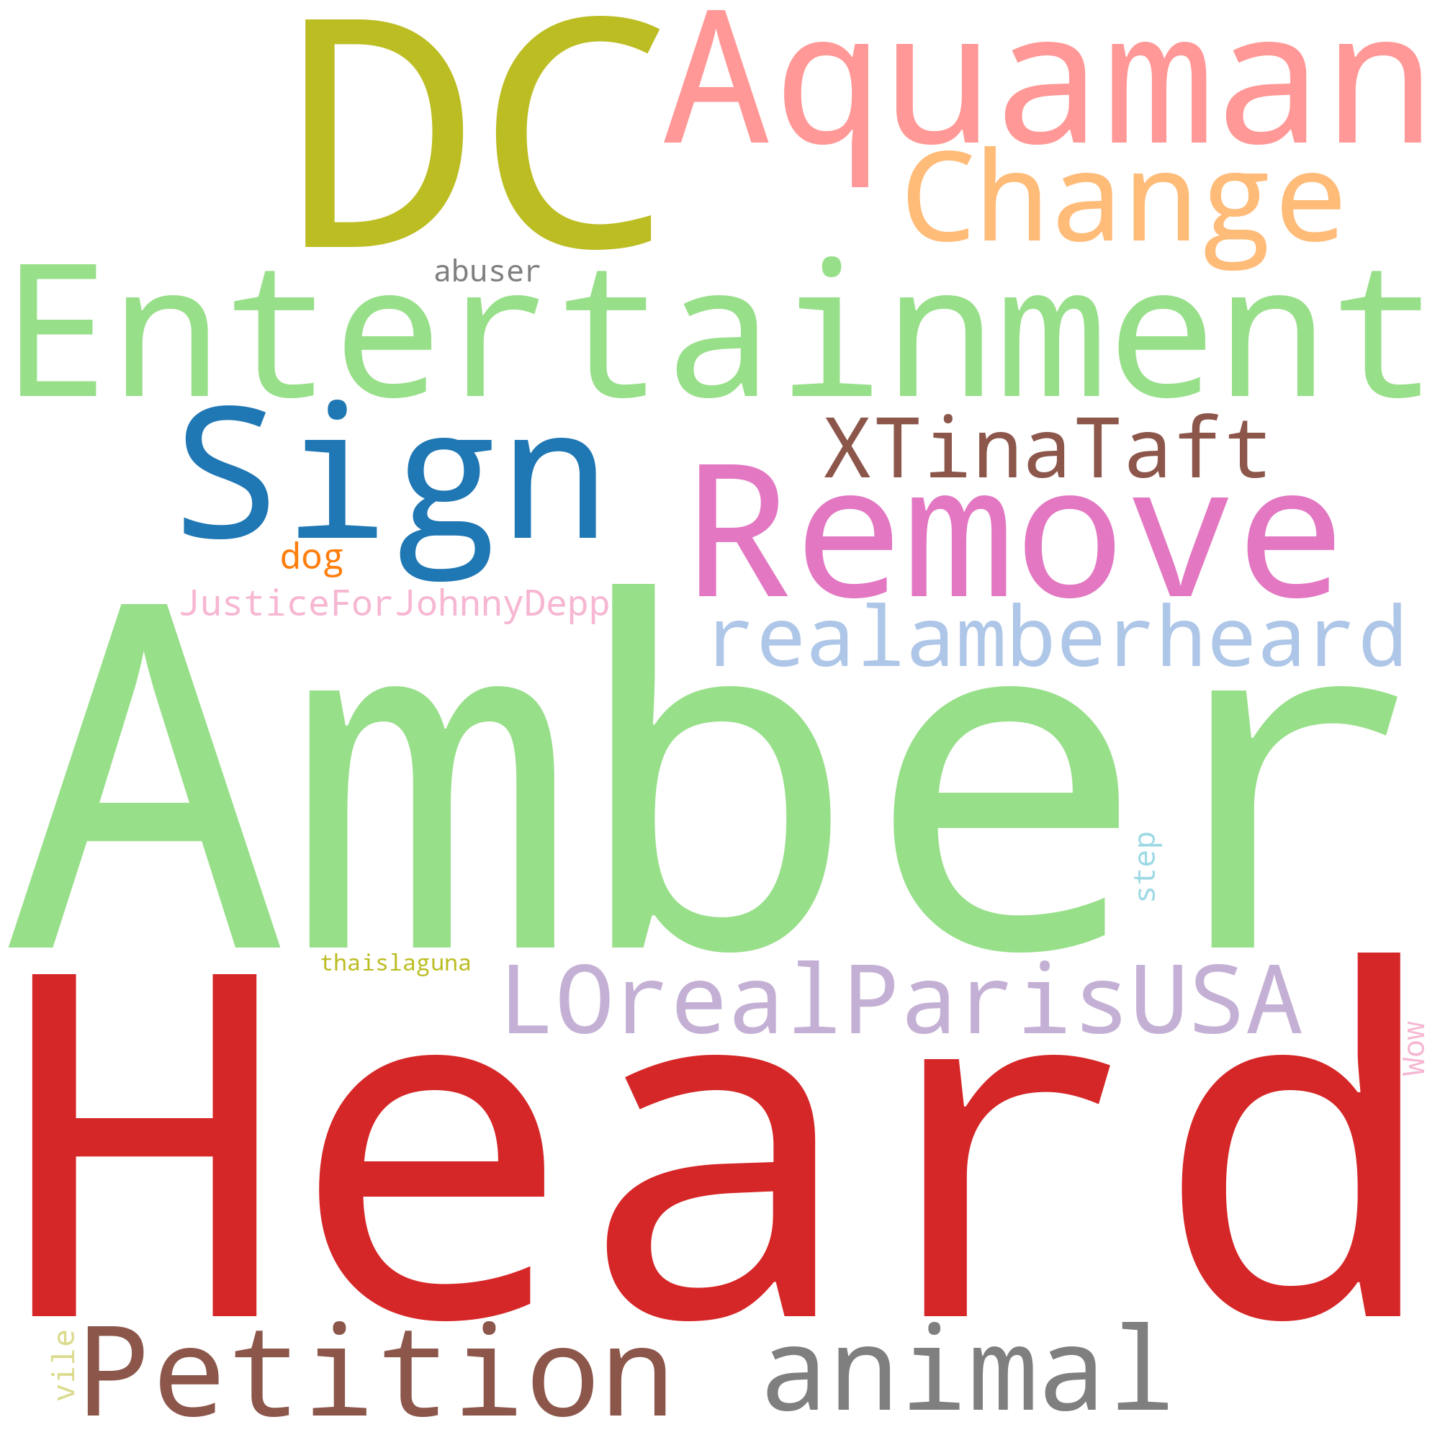 DC
Aquaman
Change
abuser
Entertainment
Sign
XTinaTaft
Remove
dog
JusticeForJohnnyDepp
realamberheard
Amber
step
thaislaguna
LOrealParisUSA
Heard
Wow
vile
Petition
animal